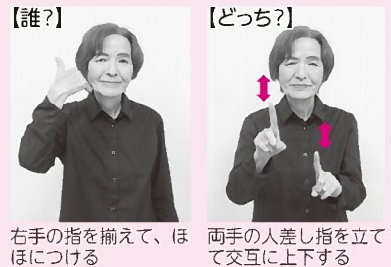 【誰?】
右手の指を揃えて、ほ
ほにつける
【どっち?】
両手の人差し指を立て
て交互に上下する